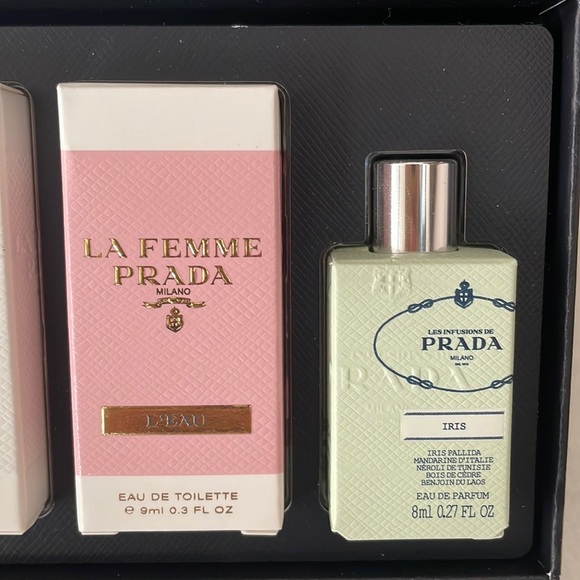 LA FEMME
PRADA
MILANO
L'EAU
EAU DE TOILETTE
e 9ml 0.3 FL OZ
LES INFUSIONS DE
PRADA
MILANO
IRIS
IRIS PALLIDA
MANDARINE D'ITALIE
NÉROLI DE TUNISIE
BOIS DE CÈDRE
BENJOIN DU LAOS
EAU DE PARFUM
8ml 0.27 FL OZ